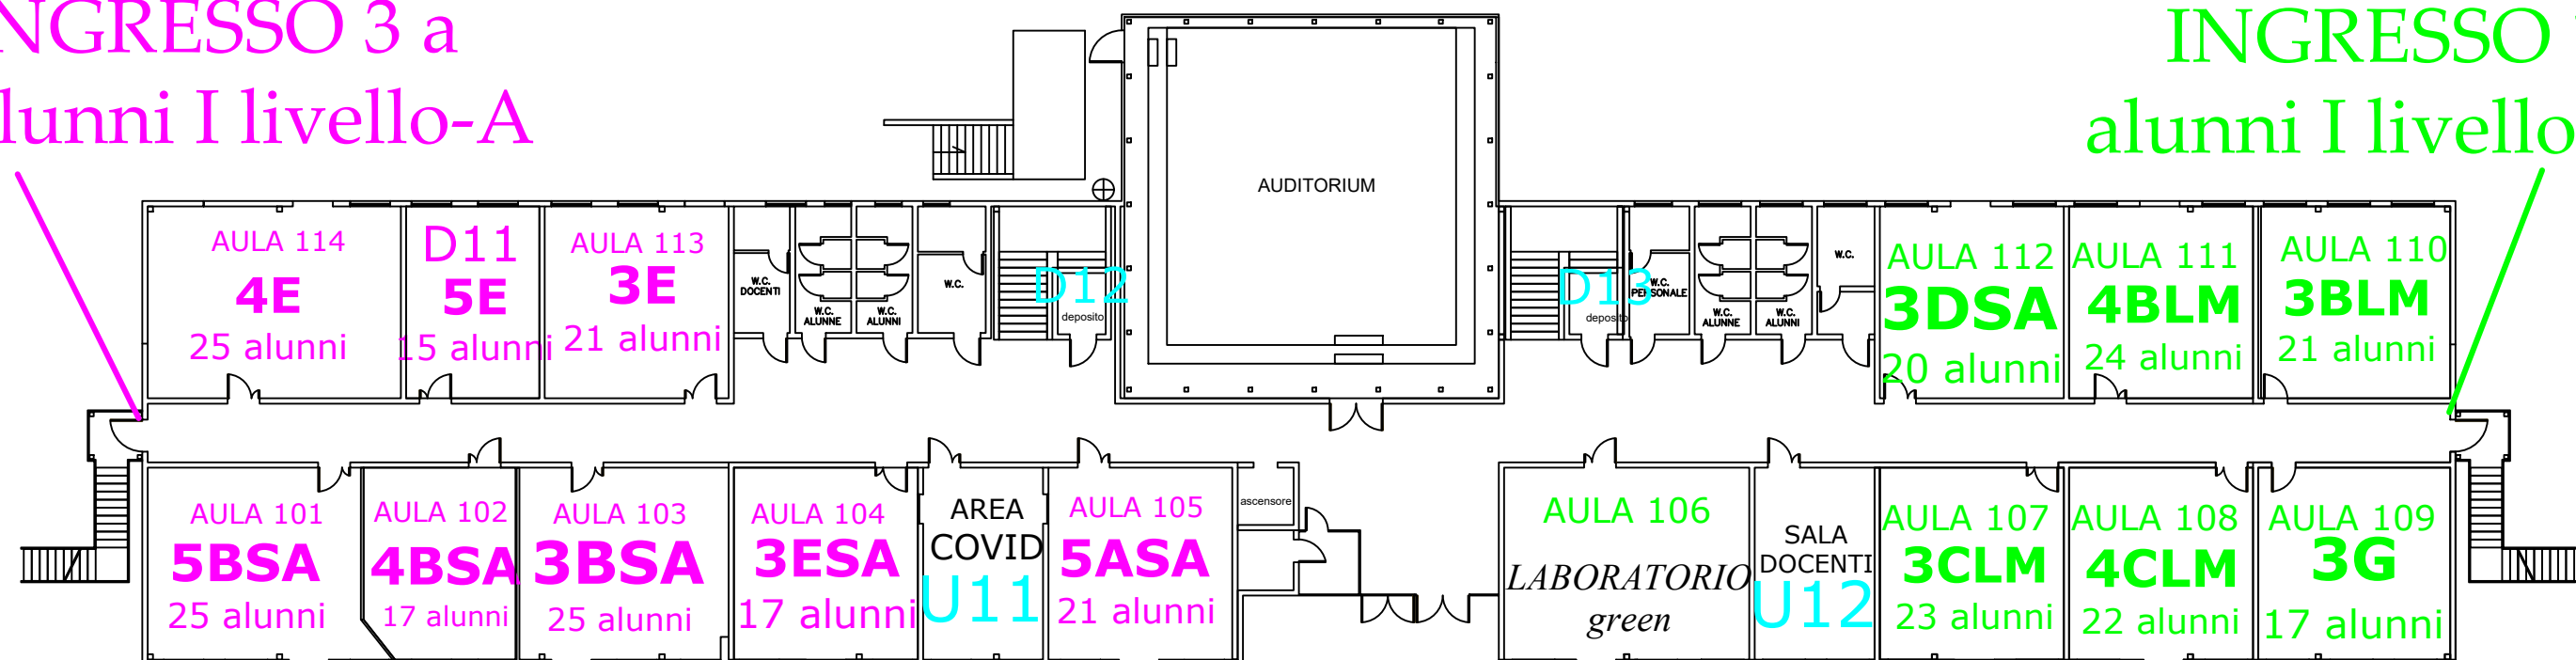 NGRESSO 3 a
lunni I livello-A
INGRESSO
alunni I livello
AUDITORIUM
AULA 114
4E
25 alunni
D11
5E
15 alunni
AULA 113
3E
21 alunni
W.C.
DOCENTI
W.C.
ALUNNE
W.C.
ALUNNI
W.C.
D12
deposito
D13
deposito
W.C.
PERSONALE
W.C.
ALUNNE
W.C.
ALUNNI
W.C.
AULA 112
3DSA
20 alunni
AULA 111
4BLM
24 alunni
AULA 110
3BLM
21 alunni
AULA 101
5BSA
25 alunni
AULA 102
4BSA
17 alunni
AULA 103
3BSA
25 alunni
AULA 104
3ESA
17 alunni
AREA
COVID
U11
AULA 105
5ASA
21 alunni
ascensore
AULA 106
LABORATORIO
green
SALA
DOCENTI
U12
AULA 107
3CLM
23 alunni
AULA 108
4CLM
22 alunni
AULA 109
3G
17 alunni